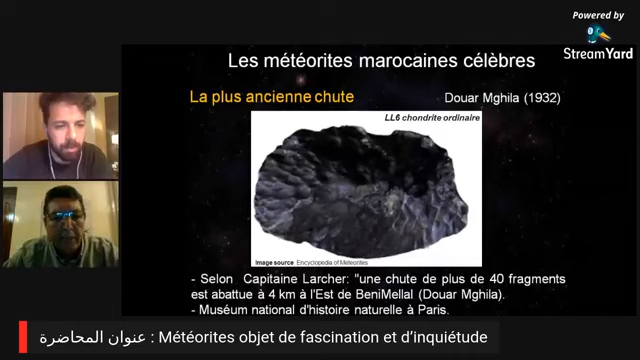 Powered by
StreamYard
Les météorites marocaines célèbres
La plus ancienne chute
Douar Mghila (1932)
LL6 chondrite ordinaire
Image source : Encyclopedia of Meteorites
- Selon Capitaine Larcher: "une chute de plus de 40 fragments
est abattue à 4 km à l'Est de BeniMellal (Douar Mghila).
- Muséum national d'histoire naturelle à Paris.
عنوان المحاضرة : Météorites objet de fascination et d'inquiétude